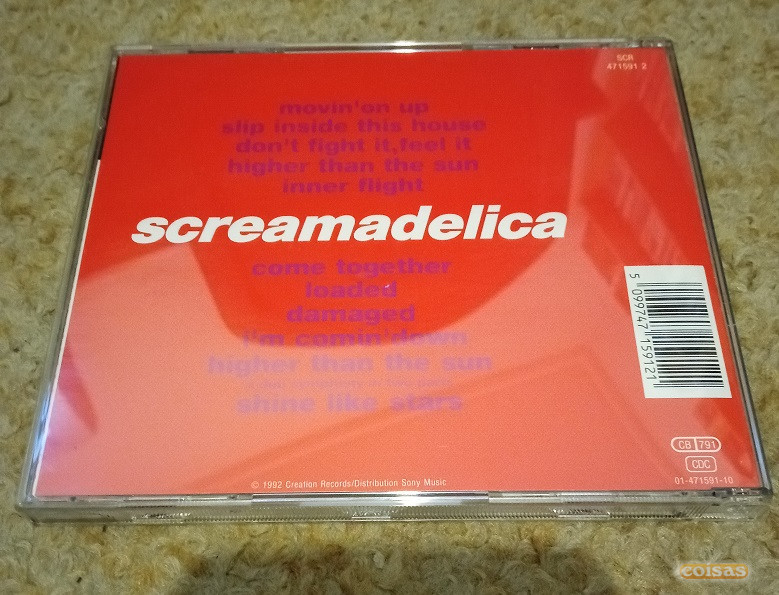 SCR
471591 2
movin'on up
slip inside this house
don't fight it,feel it
higher than the sun
inner flight
screamadelica
come together
loaded
damaged
i'm comin'down
higher than the sun
shine like stars
5 099747 159121
CB 791
CDC
01-471591-10
© 1992 Creation Records/Distribution Sony Music
coisas